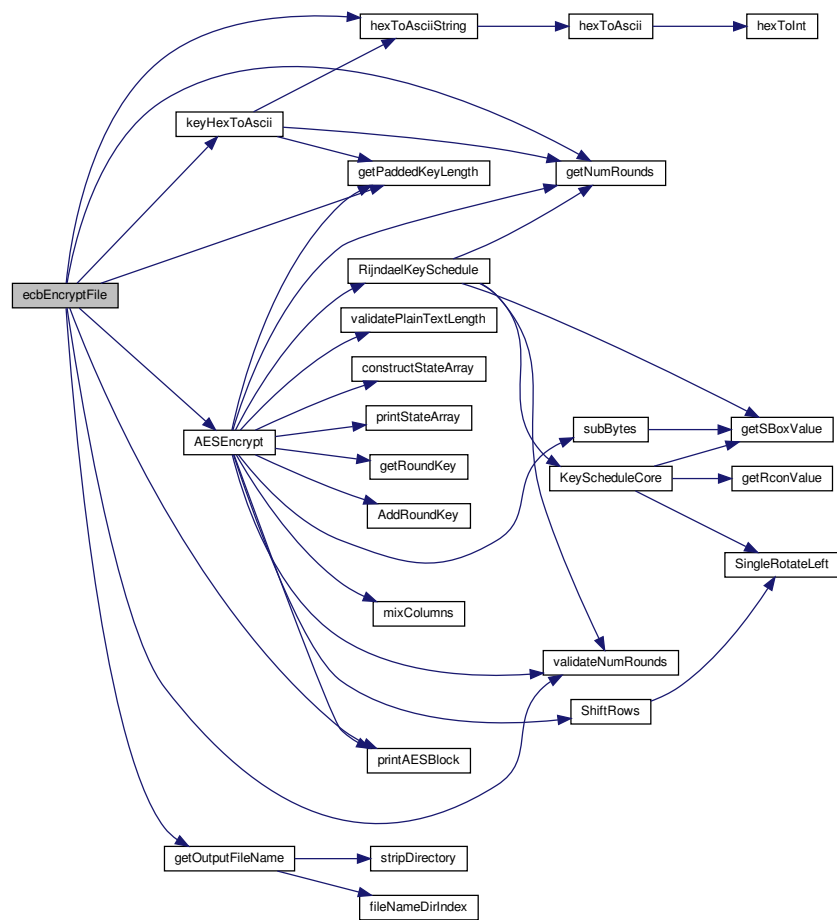 hexToAsciiString
hexToAscii
hexToInt
keyHexToAscii
getPaddedKeyLength
getNumRounds
ecbEncryptFile
RijndaelKeySchedule
validatePlainTextLength
constructStateArray
printStateArray
AESEncrypt
subBytes
getSBoxValue
getRoundKey
KeyScheduleCore
getRconValue
AddRoundKey
SingleRotateLeft
mixColumns
validateNumRounds
ShiftRows
printAESBlock
getOutputFileName
stripDirectory
fileNameDirIndex